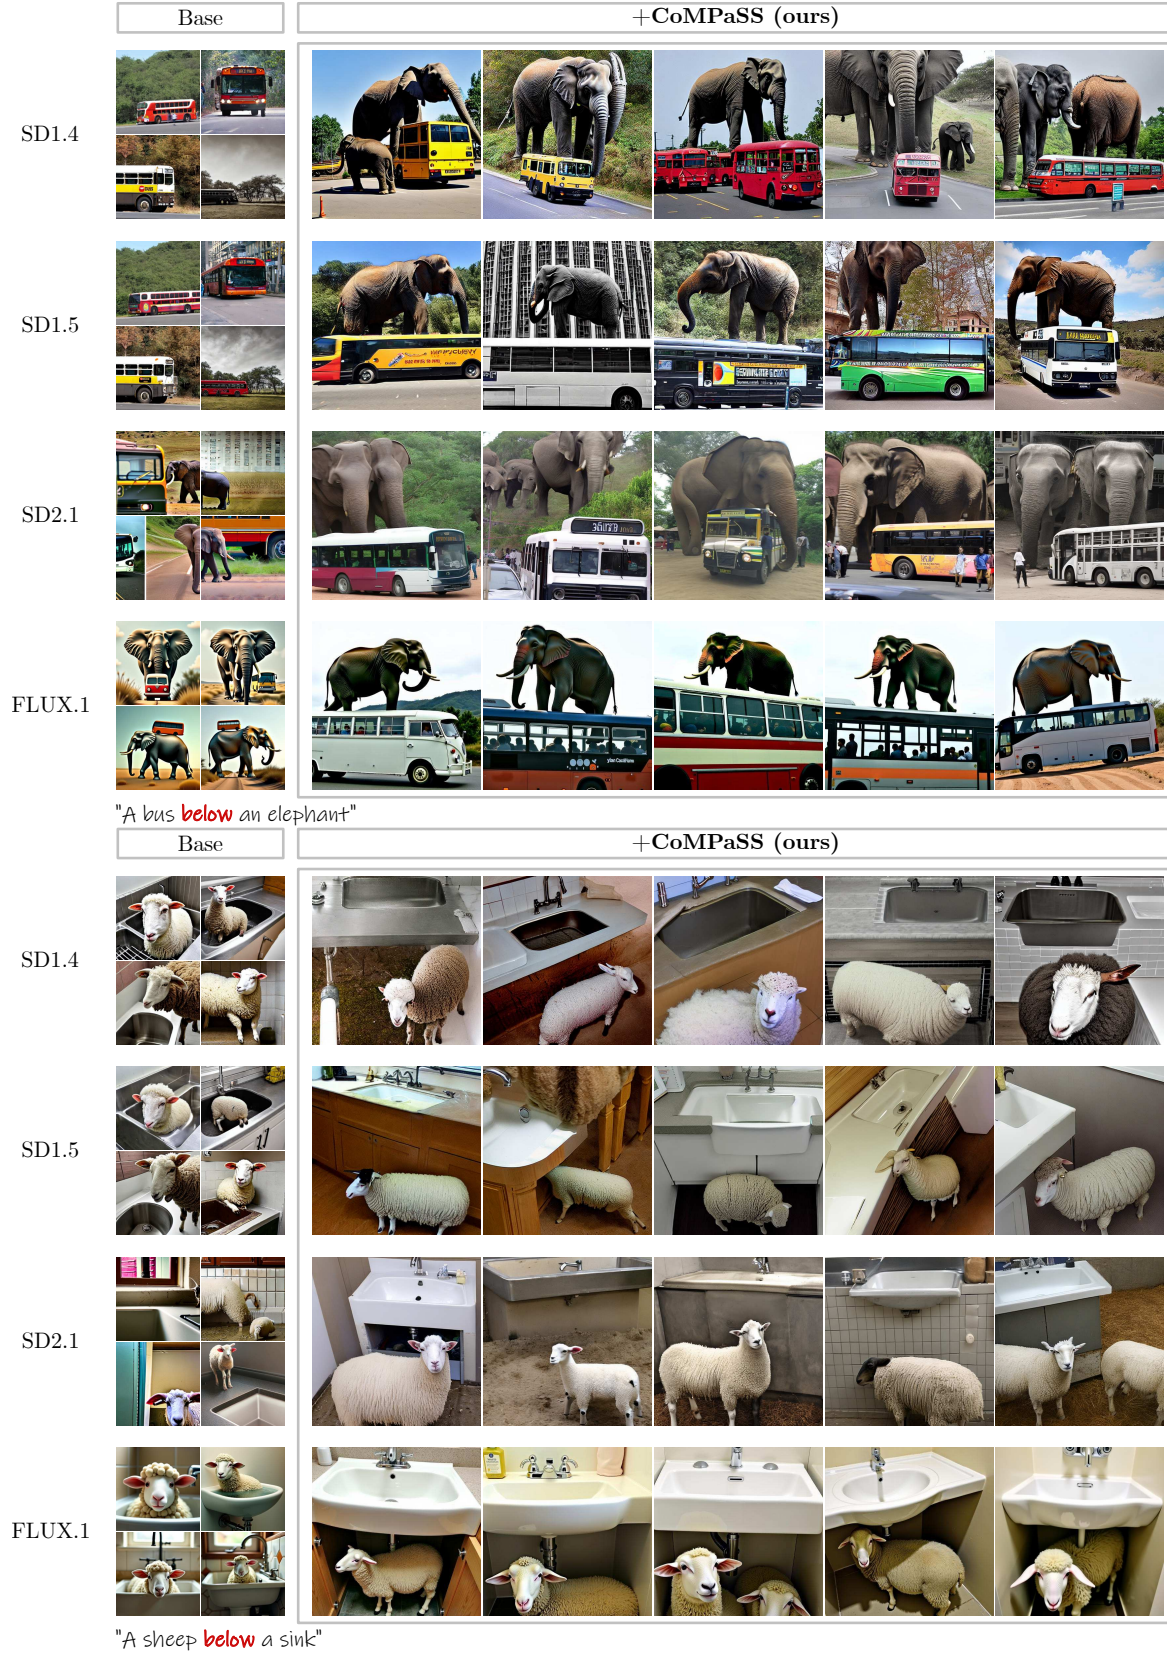 Base
+CoMPaSS (ours)
SD1.4
SD1.5
SD2.1
FLUX.1
"A bus below an elephant"
Base
+CoMPaSS (ours)
SD1.4
SD1.5
SD2.1
FLUX.1
"A sheep below a sink"